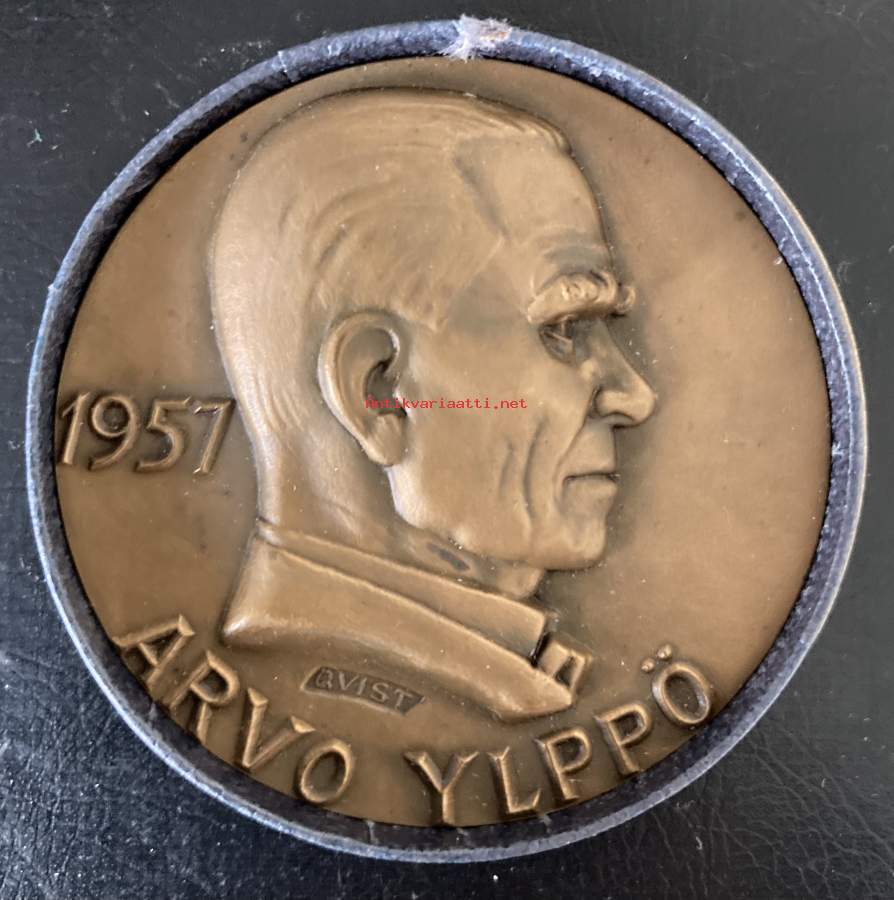 1957
Antikvariaatti.net
QVIST
ARVO YLPPÖ